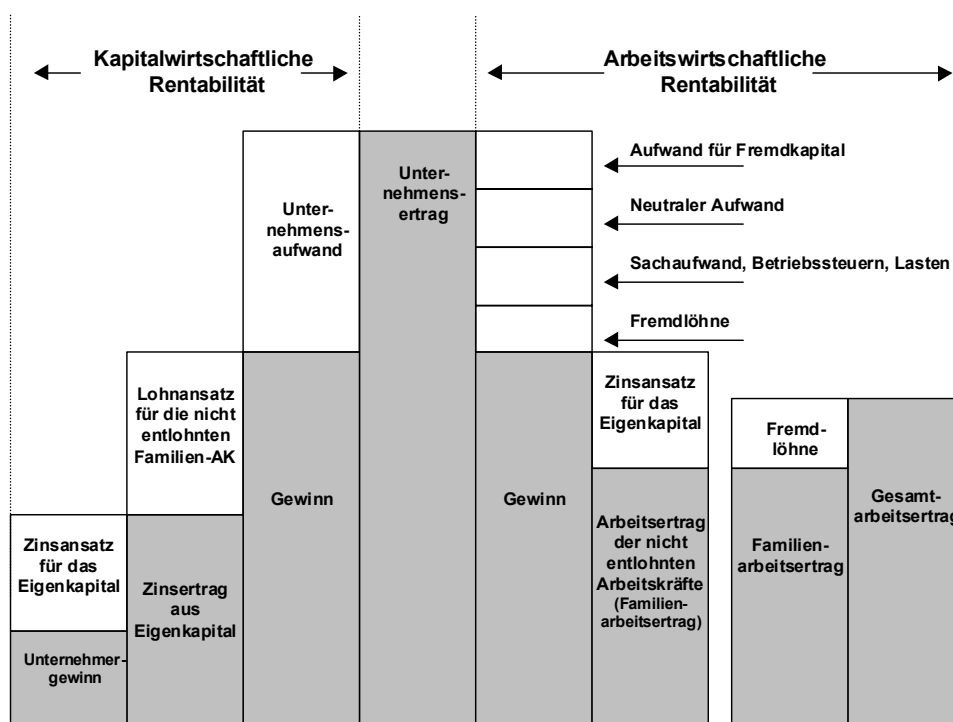 Kapitalwirtschaftliche
Rentabilität
Arbeitswirtschaftliche
Rentabilität
Unter-
nehmens-
aufwand
Unter-
nehmens-
ertrag
Aufwand für Fremdkapital
Neutraler Aufwand
Sachaufwand, Betriebssteuern, Lasten
Fremdlöhne
Lohnansatz
für die nicht
entlohnten
Familien-AK
Zinsansatz
für das
Eigenkapital
Fremd-
löhne
Gewinn
Gewinn
Gesamt-
arbeitsertrag
Zinsansatz
für das
Eigenkapital
Zinsertrag
aus
Eigenkapital
Arbeitsertrag
der nicht
entlohnten
Arbeitskräfte
(Familien-
arbeitsertrag)
Familien-
arbeitsertrag
Unternehmer-
gewinn